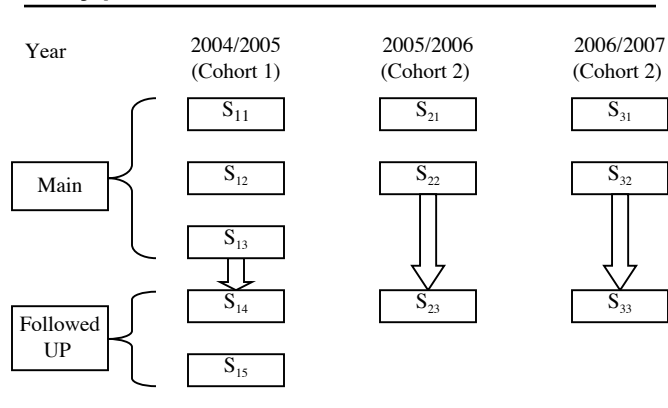 Year 2004/2005 2005/2006 2006/2007
(Cohort 1) (Cohort 2) (Cohort 2)
S11 S21 S31
Main S12 S22 S32
S13
S14 S23 S33
Followed
UP
S15